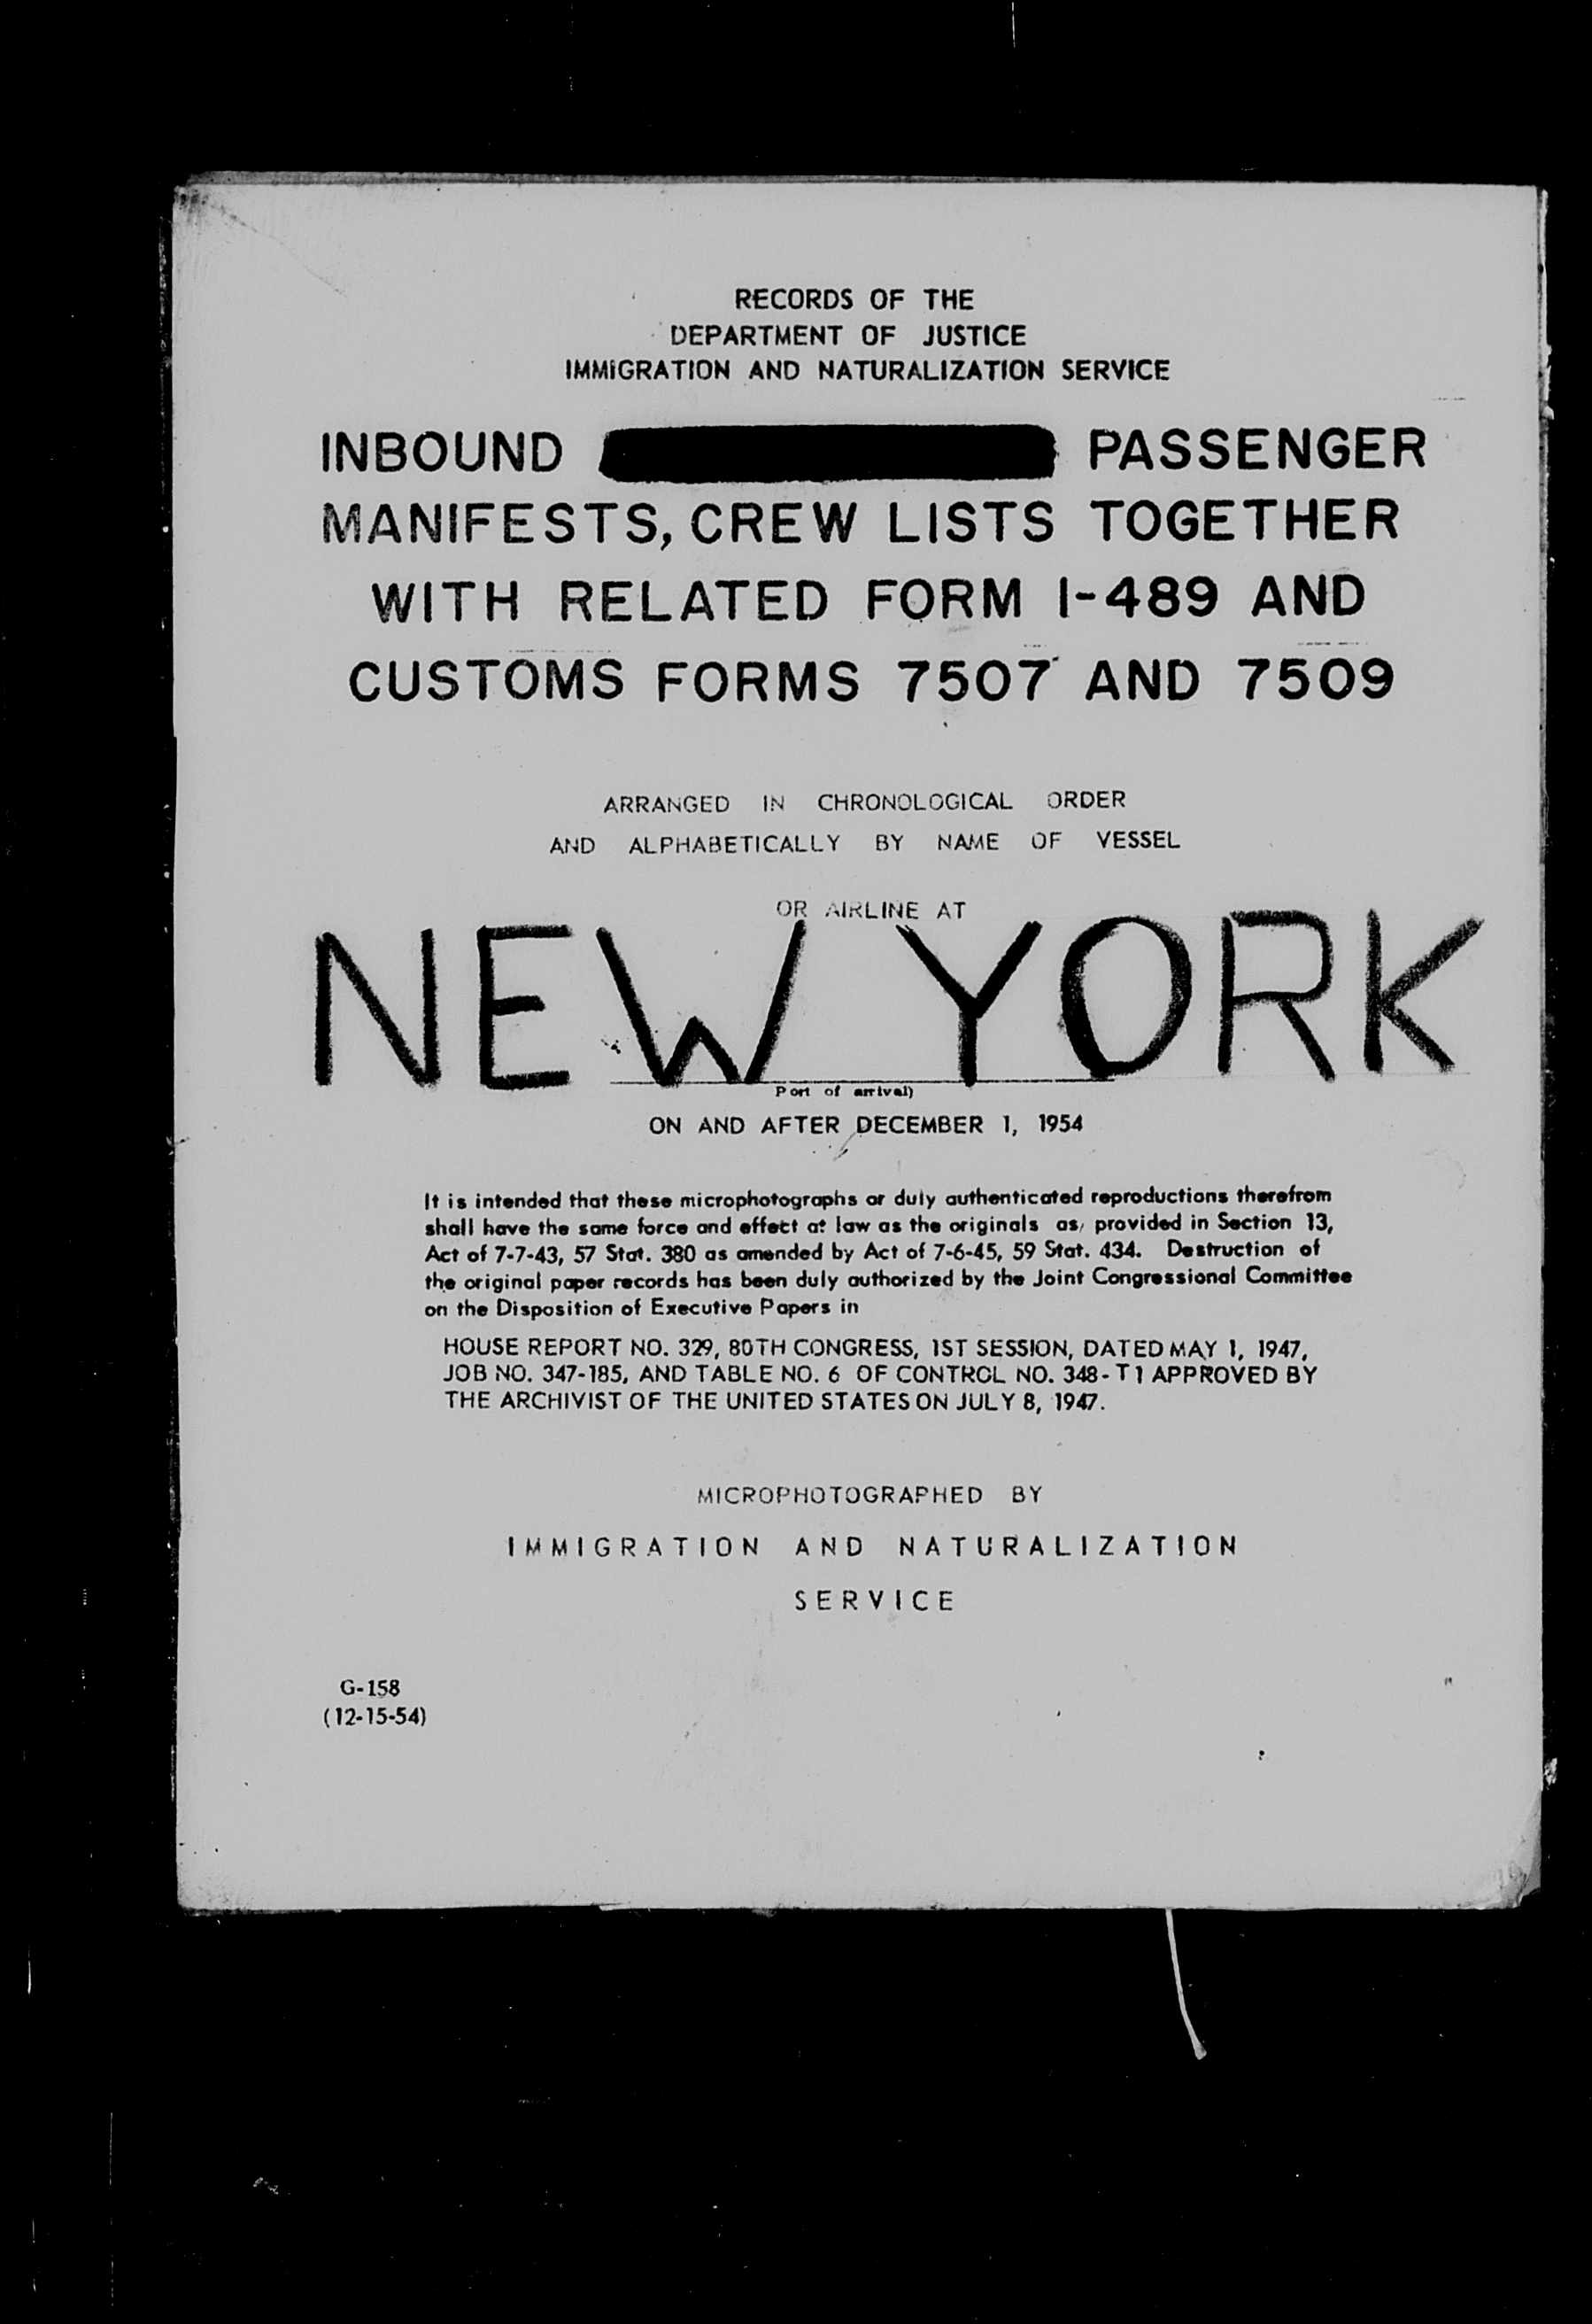 RECORDS OF THE
DEPARTMENT OF JUSTICE
IMMIGRATION AND NATURALIZATION SERVICE
INBOUND PASSENGER
MANIFESTS, CREW LISTS TOGETHER
WITH RELATED FORM I-489 AND
CUSTOMS FORMS 7507 AND 7509
ARRANGED IN CHRONOLOGICAL ORDER
AND ALPHABETICALLY BY NAME OF VESSEL
OR AIRLINE AT
NEW YORK
Port of arrival)
ON AND AFTER DECEMBER 1, 1954
It is intended that these microphotographs or duly authenticated reproductions therefrom
shall have the same force and effect at law as the originals as, provided in Section 13,
Act of 7-7-43, 57 Stat. 380 as amended by Act of 7-6-45, 59 Stat. 434. Destruction of
the original paper records has been duly authorized by the Joint Congressional Committee
on the Disposition of Executive Papers in
HOUSE REPORT NO. 329, 80TH CONGRESS, 1ST SESSION, DATED MAY 1, 1947,
JOB NO. 347-185, AND TABLE NO. 6 OF CONTROL NO. 348-T1 APPROVED BY
THE ARCHIVIST OF THE UNITED STATES ON JULY 8, 1947.
MICROPHOTOGRAPHED BY
IMMIGRATION AND NATURALIZATION
SERVICE
G-158
(12-15-54)